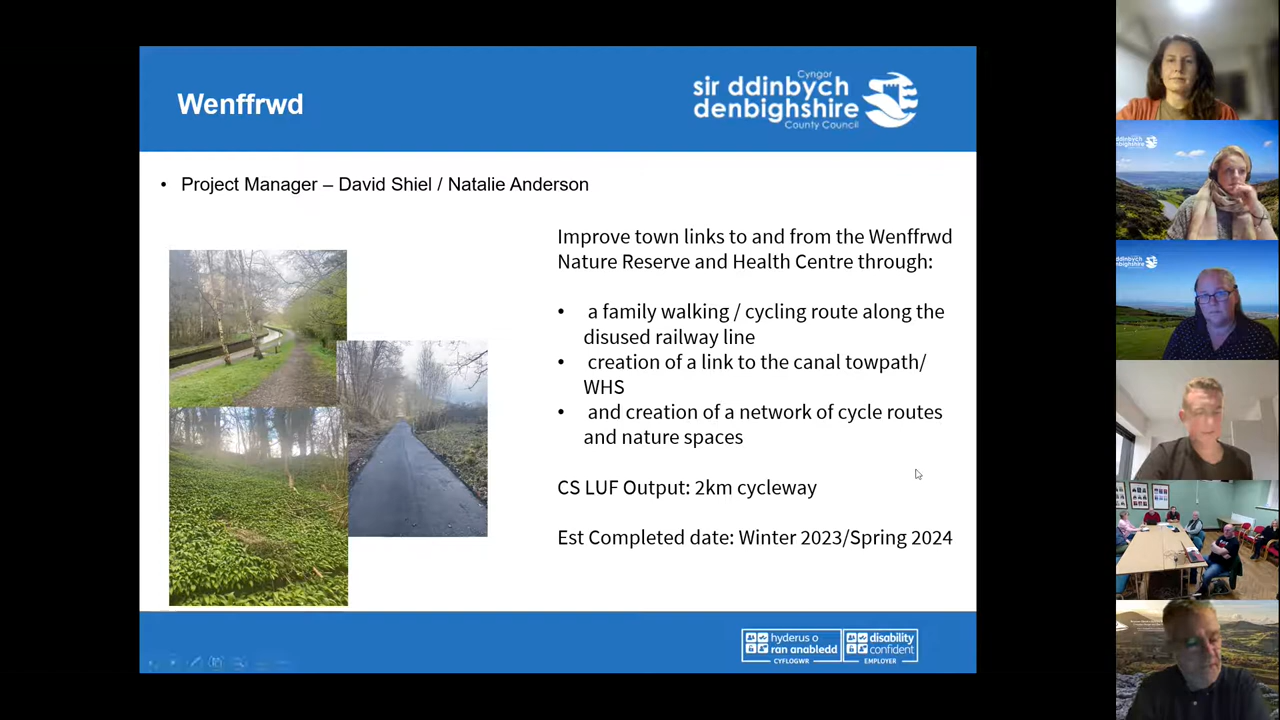 Wenffrwd
Cyngor
sir ddinbych
denbighshire
County Council
• Project Manager – David Shiel / Natalie Anderson
Improve town links to and from the Wenffrwd
Nature Reserve and Health Centre through:
• a family walking / cycling route along the
disused railway line
• creation of a link to the canal towpath/
WHS
• and creation of a network of cycle routes
and nature spaces
CS LUF Output: 2km cycleway
Est Completed date: Winter 2023/Spring 2024
hyderus o
ran anabledd
CYFLOGWR
disability
confident
EMPLOYER